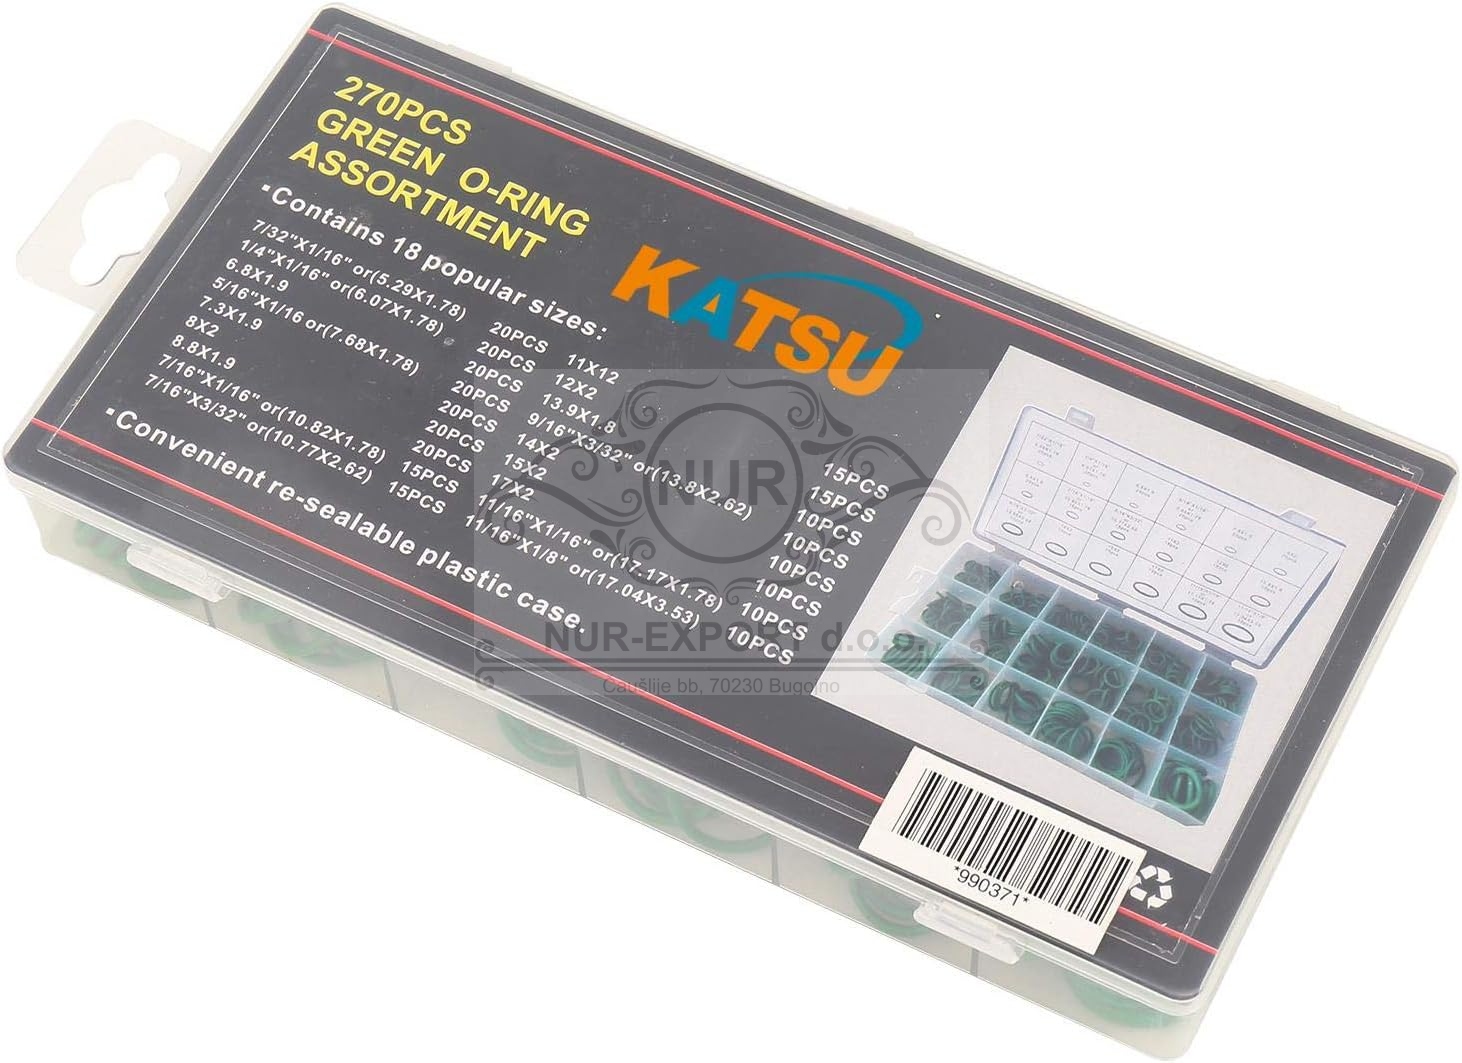 270PCS
GREEN O-RING
ASSORTMENT
KATSU
·Contains 18 popular sizes:
7/32"X1/16" or(5.29X1.78) 20PCS
1/4"X1/16" or(6.07X1.78) 20PCS
6.8X1.9 20PCS
5/16"X1/16 or(7.68X1.78) 20PCS
7.3X1.9 20PCS
8X2 20PCS
8.8X1.9 20PCS
7/16"X1/16" or(10.82X1.78) 15PCS
7/16"X3/32" or(10.77X2.62) 15PCS
11X12 15PCS
12X2 15PCS
13.9X1.8 10PCS
9/16"X3/32" or(13.8X2.62) 10PCS
14X2 10PCS
15X2 10PCS
17X2 10PCS
11/16"X1/16" or(17.17X1.78) 10PCS
11/16"X1/8" or(17.04X3.53) 10PCS
·Convenient re-sealable plastic case.
NUR
NUR-EXPORT d.o.o.
Čaušlije bb, 70230 Bugojno
*990371*